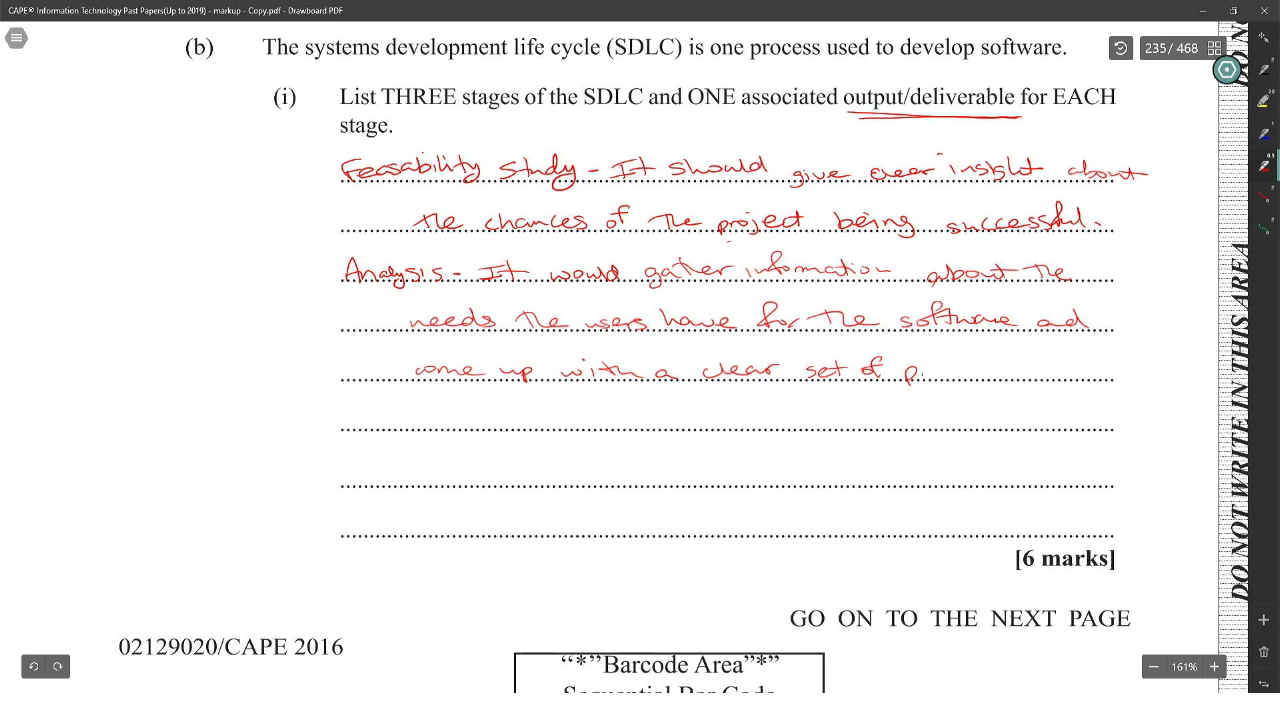 CAPE® Information Technology Past Papers(Up to 2019) - markup - Copy.pdf - Drawboard PDF
235 / 468
(b) The systems development life cycle (SDLC) is one process used to develop software.
(i) List THREE stages of the SDLC and ONE associated output/deliverable for EACH
stage.
Feasability study - It should give insight about
the chances of the project being successful.
Analysis - It would gather information about the
needs the users have for the software and
come up with a clear set of p
[6 marks]
GO ON TO THE NEXT PAGE
02129020/CAPE 2016
“*”Barcode Area”*”
Sequential Bar Code
161%
DO NOT WRITE IN THIS AREA
DO NO